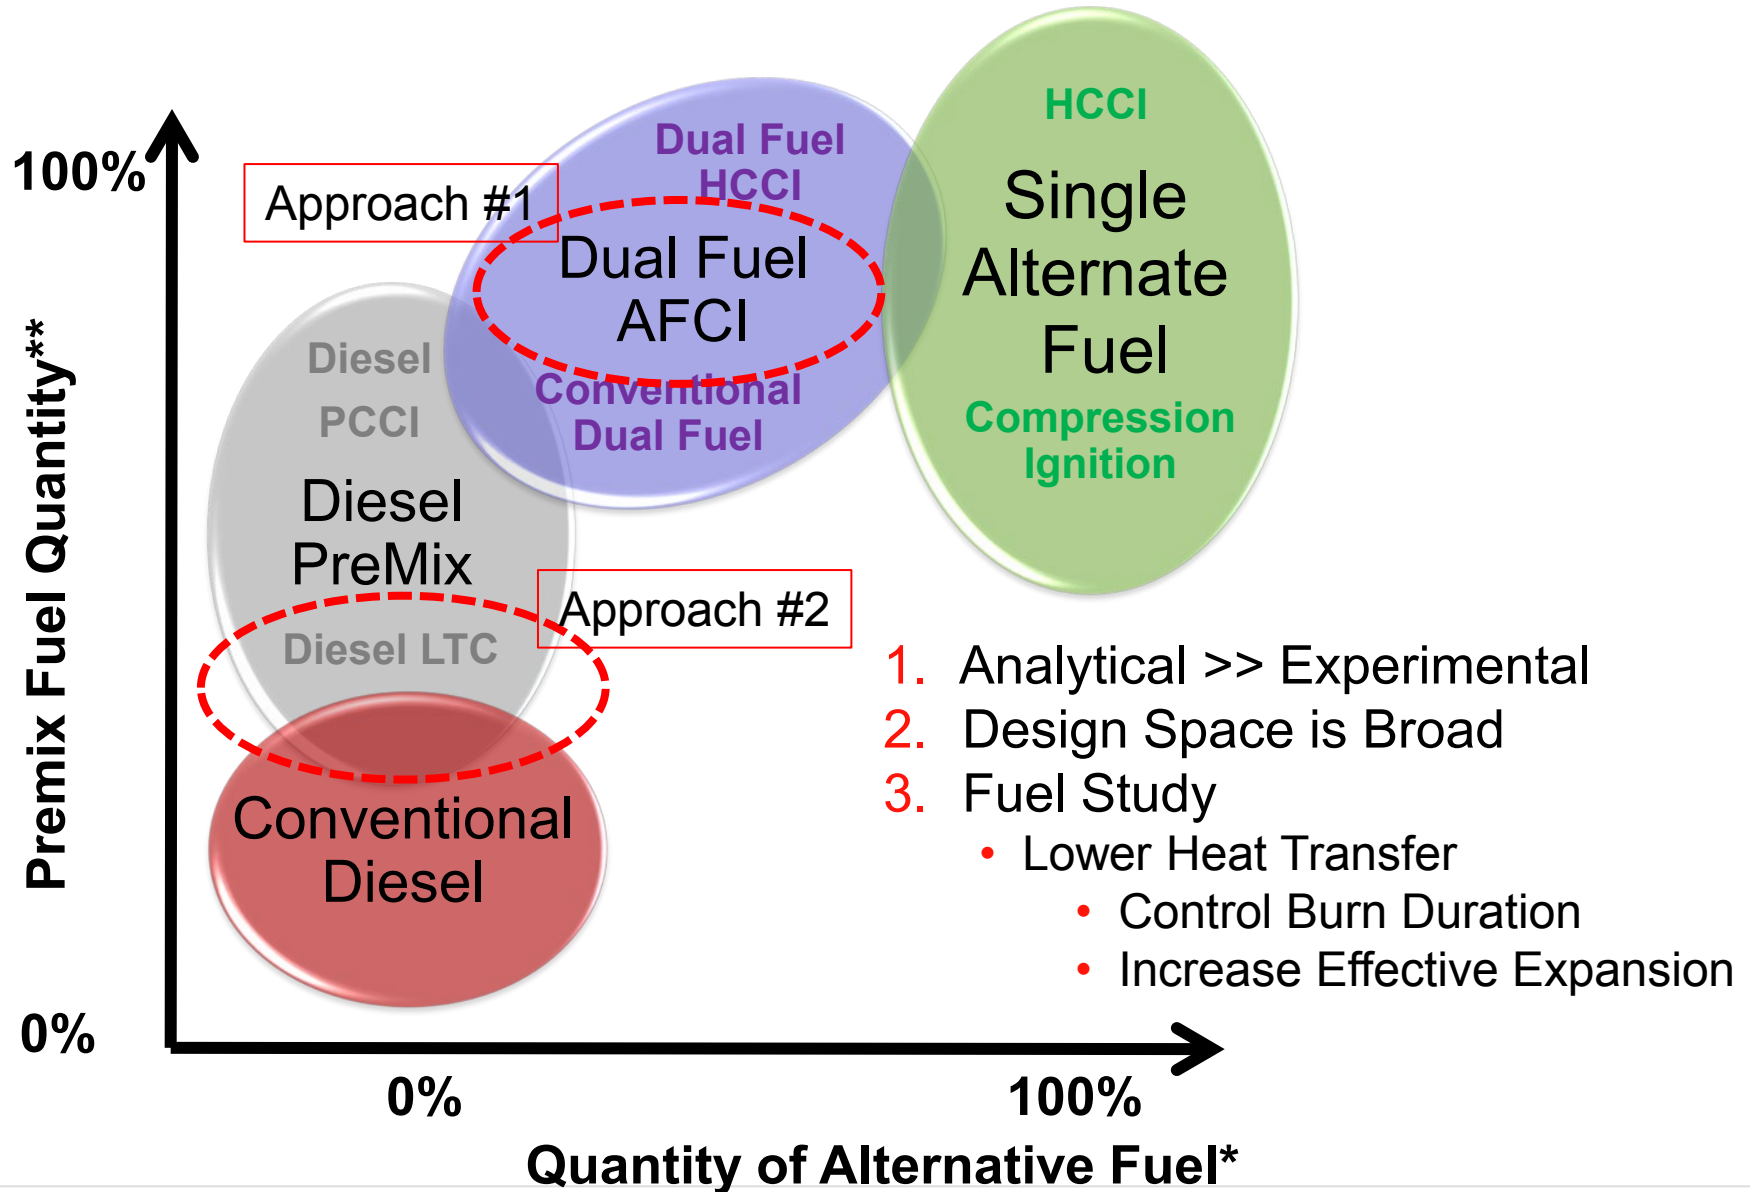 100%
Approach #1
Dual Fuel
HCCI
Dual Fuel
AFCI
Conventional
Dual Fuel
HCCI
Single
Alternate
Fuel
Compression
Ignition
Diesel
PCCI
Diesel
PreMix
Diesel LTC
Approach #2
Conventional
Diesel
Premix Fuel Quantity**
1. Analytical >> Experimental
2. Design Space is Broad
3. Fuel Study
• Lower Heat Transfer
• Control Burn Duration
• Increase Effective Expansion
0%
0%
100%
Quantity of Alternative Fuel*